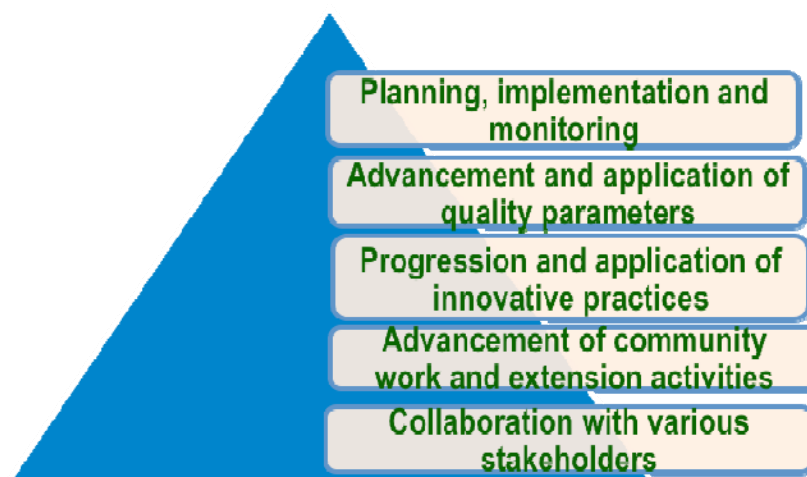 Planning, implementation and
monitoring
Advancement and application of
quality parameters
Progression and application of
innovative practices
Advancement of community
work and extension activities
Collaboration with various
stakeholders